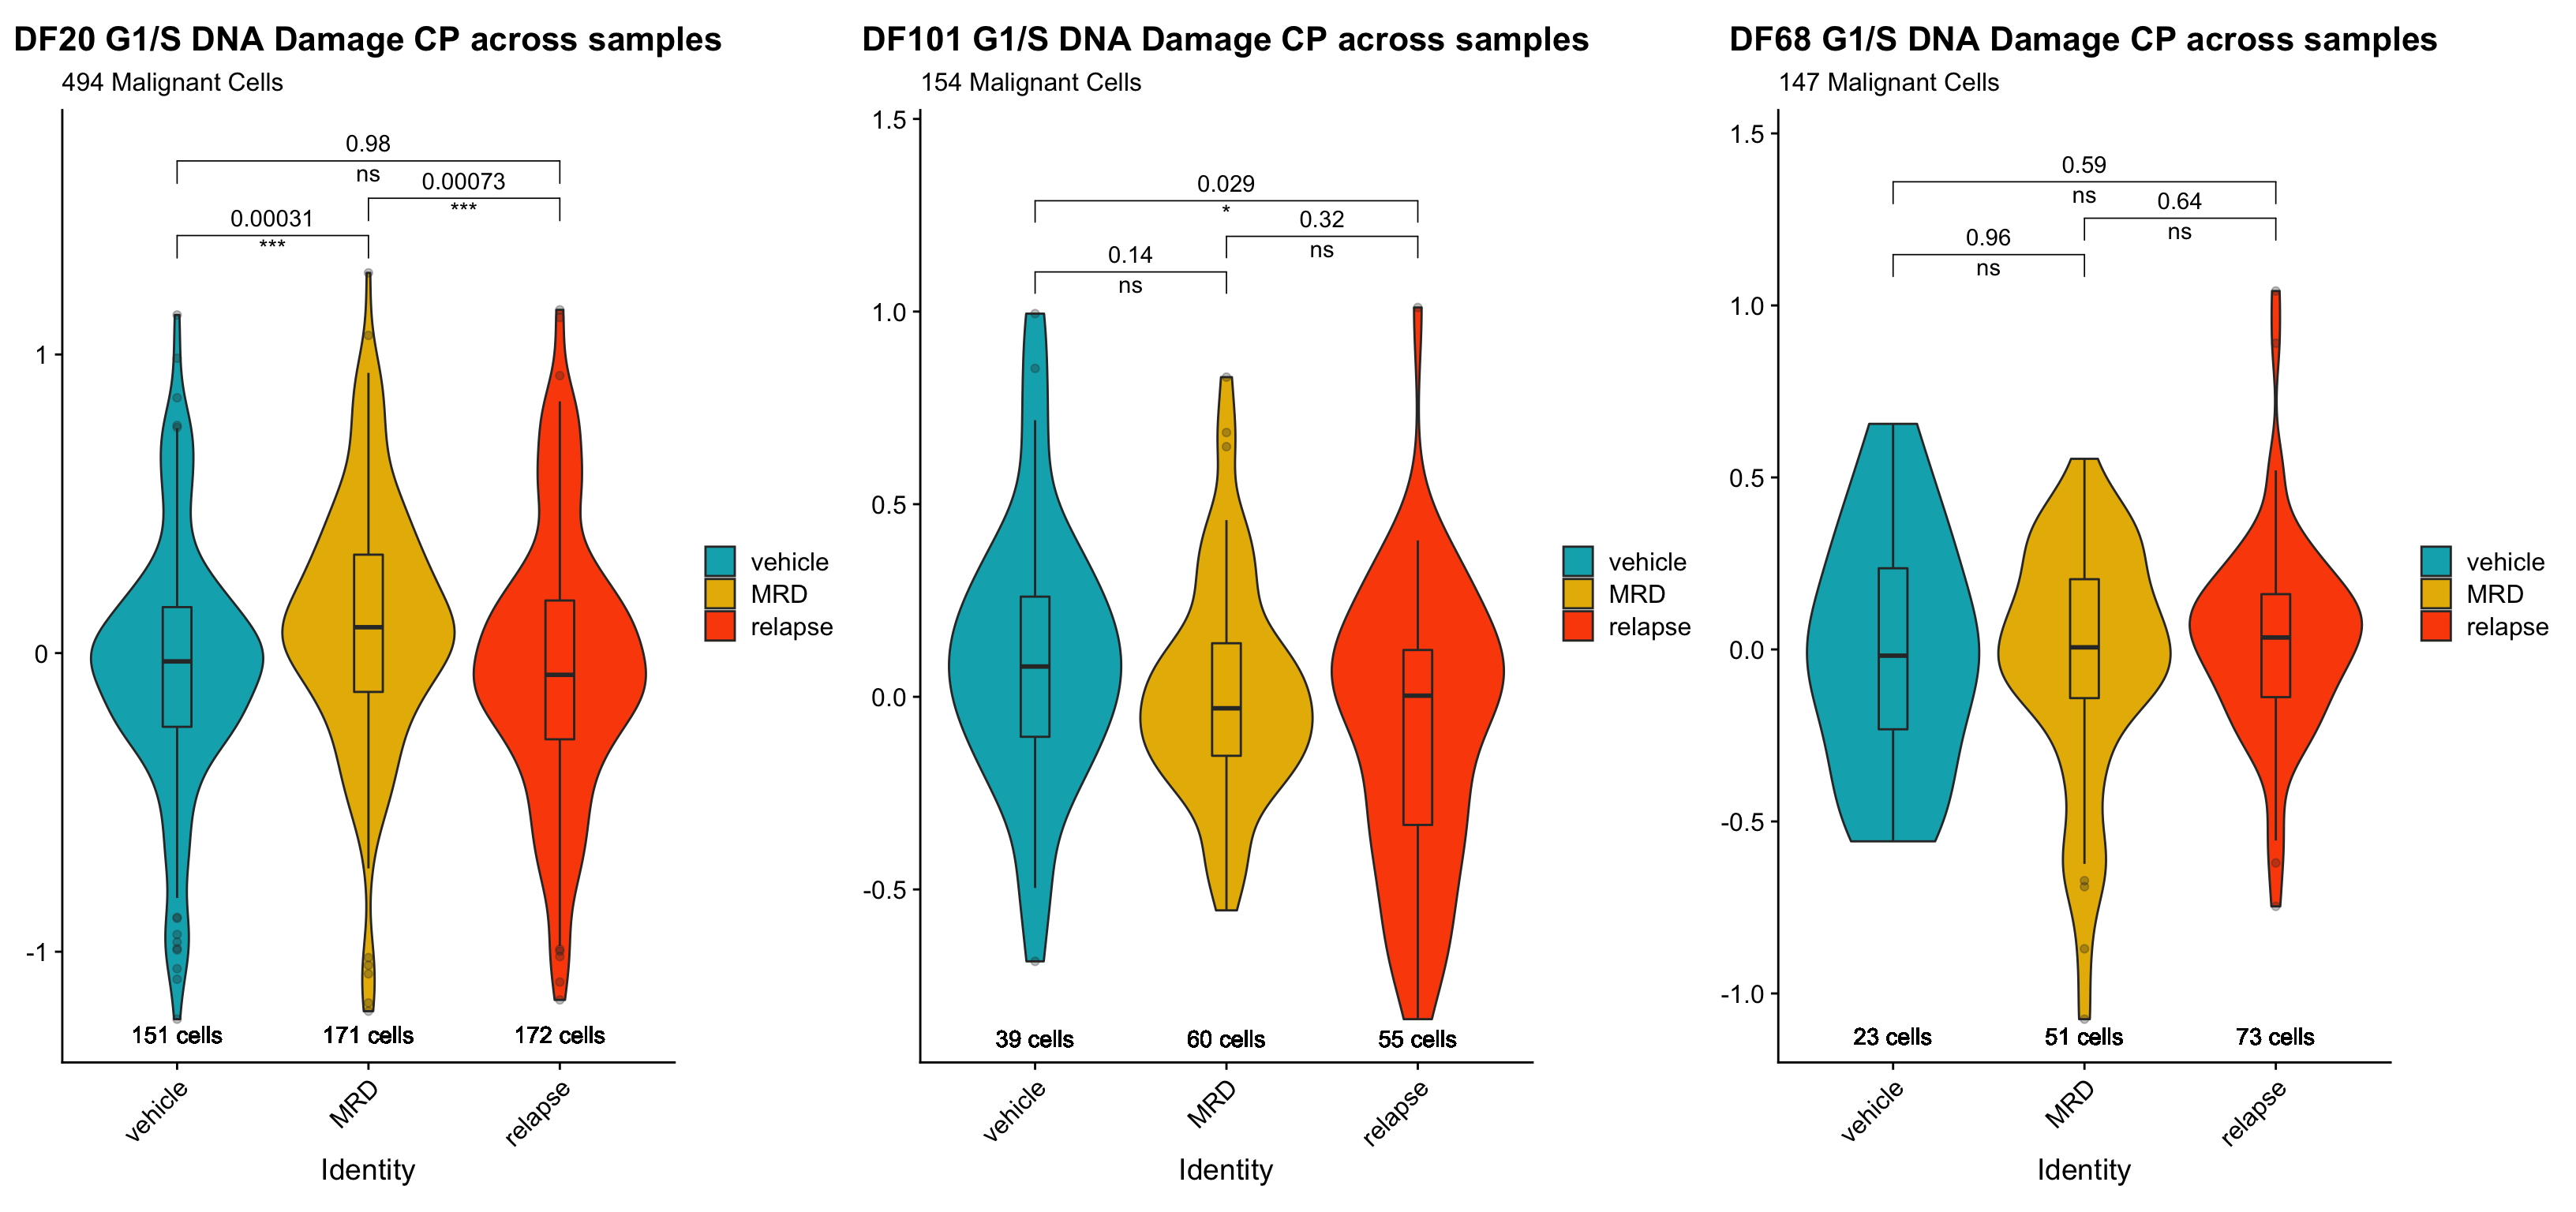 DF20 G1/S DNA Damage CP across samples
494 Malignant Cells
0.98
ns
0.00073
***
0.00031
***
1
0
-1
151 cells
171 cells
172 cells
vehicle
MRD
relapse
Identity
vehicle
MRD
relapse
DF101 G1/S DNA Damage CP across samples
154 Malignant Cells
1.5
1.0
0.5
0.0
-0.5
0.029
*
0.32
ns
0.14
ns
39 cells
60 cells
55 cells
vehicle
MRD
relapse
Identity
vehicle
MRD
relapse
DF68 G1/S DNA Damage CP across samples
147 Malignant Cells
1.5
1.0
0.5
0.0
-0.5
-1.0
0.59
ns
0.64
ns
0.96
ns
23 cells
51 cells
73 cells
vehicle
MRD
relapse
Identity
vehicle
MRD
relapse